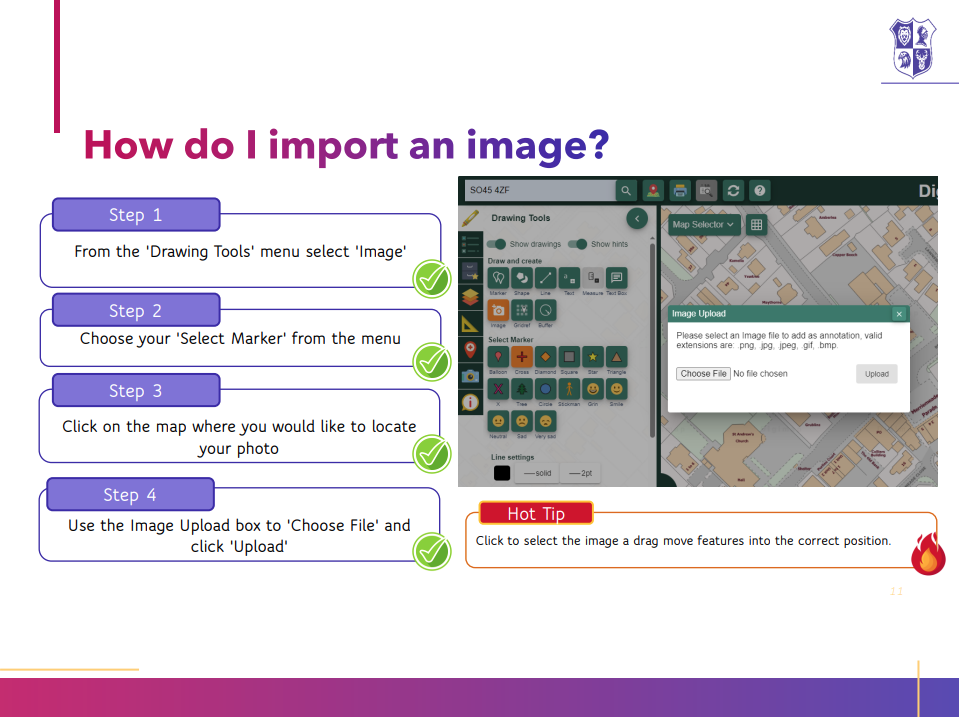 How do I import an image?
Step 1
From the 'Drawing Tools' menu select 'Image'
Step 2
Choose your 'Select Marker' from the menu
Step 3
Click on the map where you would like to locate
your photo
Step 4
Use the Image Upload box to 'Choose File' and
click 'Upload'
SO45 4ZF
Dig
Drawing Tools
Show drawings
Show hints
Draw and create
Marker Shape Line Text Measure Text Box
Image Gridref Buffer
Select Marker
Balloon Cross Diamond Square Star Triangle
X Tree Circle Stickman Grin Smile
Neutral Sad Very sad
Line settings
solid
2pt
Map Selector
Image Upload
Please select an Image file to add as annotation, valid
extensions are: .png, .jpg, .jpeg, .gif, .bmp.
Choose File No file chosen
Upload
Church
Hot Tip
Click to select the image a drag move features into the correct position.
11